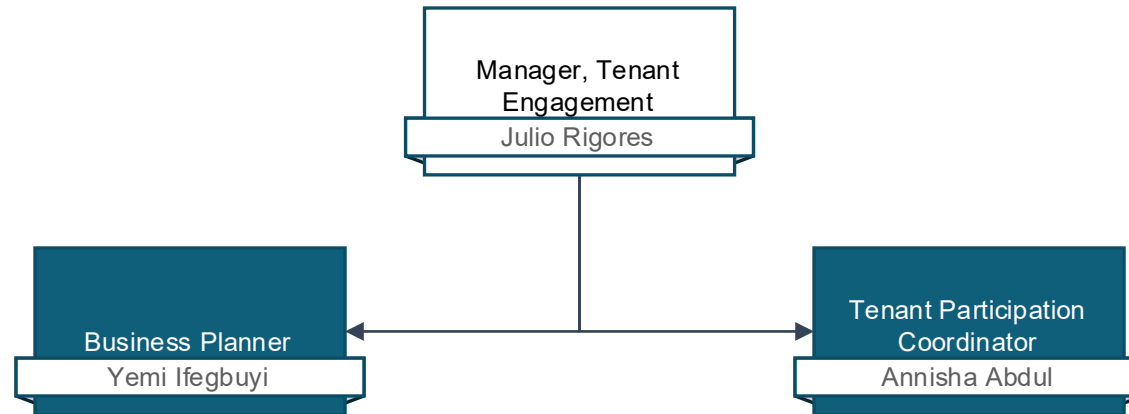 Manager, Tenant
Engagement
Julio Rigores
Business Planner
Yemi Ifegbuyi
Tenant Participation
Coordinator
Annisha Abdul